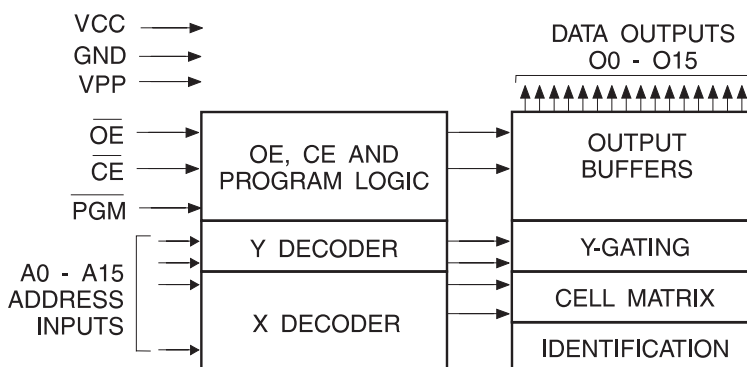 VCC
GND
VPP
DATA OUTPUTS
O0 - O15
OE
CE
PGM
OE, CE AND
PROGRAM LOGIC
OUTPUT
BUFFERS
A0 - A15
ADDRESS
INPUTS
Y DECODER
Y-GATING
X DECODER
CELL MATRIX
IDENTIFICATION